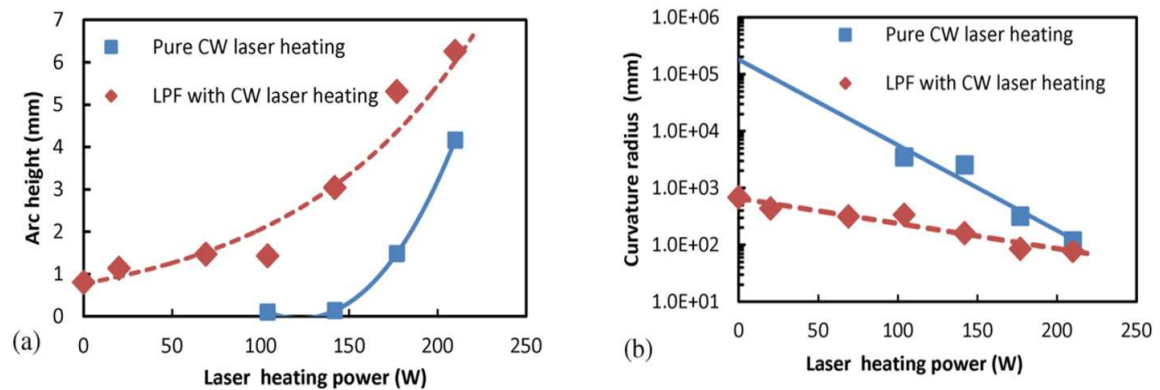 7
6
5
4
3
2
1
0
Arc height (mm)
Pure CW laser heating
LPF with CW laser heating
0 50 100 150 200 250
Laser heating power (W)
(a)
1.0E+06
1.0E+05
1.0E+04
1.0E+03
1.0E+02
1.0E+01
Curvature radius (mm)
Pure CW laser heating
LPF with CW laser heating
0 50 100 150 200 250
Laser heating power (W)
(b)